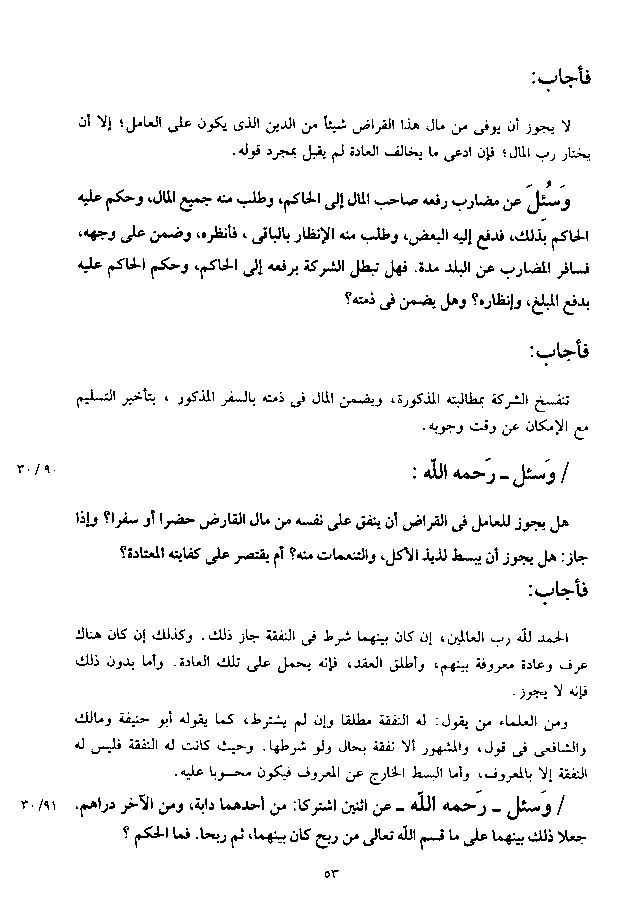 فأجاب:
لا يجوز أن يوفى من مال هذا القراض شيئاً من الدين الذى يكون على العامل؛ إلا أن
يختار رب المال؛ فإن ادعى ما يخالف العادة لم يقبل بمجرد قوله.
وَسُئلَ عن مضارب رفعه صاحب المال إلى الحاكم، وطلب منه جميع المال، وحكم عليه
الحاكم بذلك، فدفع إليه البعض، وطلب منه الإنظار بالباقى ، فأنظره، وضمن على وجهه،
فسافر المضارب عن البلد مدة. فهل تبطل الشركة برفعه إلى الحاكم، وحكم الحاكم عليه
بدفع المبلغ، وإنظاره؟ وهل يضمن فى ذمته؟
فأجاب:
تنفسخ الشركة بمطالبته المذكورة، ويضمن المال فى ذمته بالسفر المذكور ، بتأخير التسليم
مع الإمكان عن وقت وجوبه.
/ وَسئل ـ رَحمه اللّه :
٣٠/٩٠
هل يجوز للعامل فى القراض أن ينفق على نفسه من مال القارض حضرا أو سفرا؟ وإذا
جاز: هل يجوز أن يبسط لذيذ الأكل، والتنعمات منه؟ أم يقتصر على كفايته المعتادة؟
فأجاب:
الحمد للّه رب العالمين، إن كان بينهما شرط فى النفقة جاز ذلك. وكذلك إن كان هناك
عرف وعادة معروفة بينهم، وأطلق العقد، فإنه يحمل على تلك العادة. وأما بدون ذلك
فإنه لا يجوز.
ومن العلماء من يقول: له النفقة مطلقا وإن لم يشترط، كما يقوله أبو حنيفة ومالك
والشافعى فى قول، والمشهور ألا نفقة بحال ولو شرطها. وحيث كانت له النفقة فليس له
النفقة إلا بالمعروف، وأما البسط الخارج عن المعروف فيكون محسوبا عليه.
/ وَسئل ـ رَحمه اللّه ـ عن اثنين اشتركا: من أحدهما دابة، ومن الآخر دراهم،
٣٠/٩١
جعلا ذلك بينهما على ما قسم اللّه تعالى من ربح كان بينهما، ثم ربحا. فما الحكم ؟
٥٣